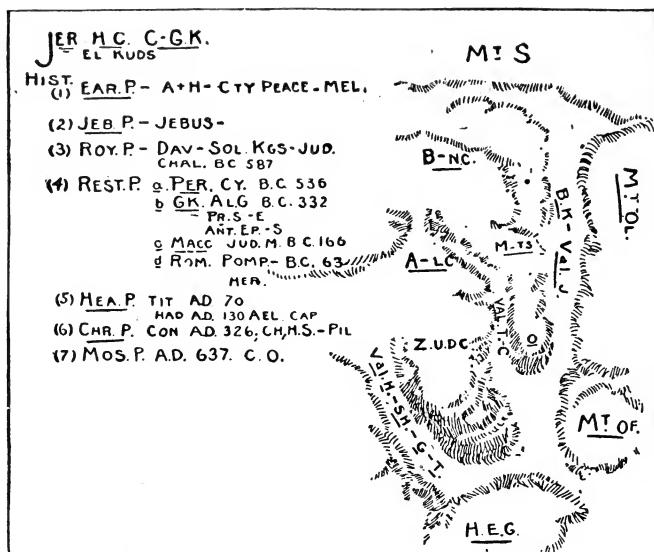 JER H.C. C-G.K.
EL KUDS
HIST.
(1) EAR.P. - A+H - CTY PEACE - MEL.
(2) JEB.P. - JEBUS -
(3) ROY.P. - DAV - SOL. KGS - JUD.
CHAL. BC 587
(4) REST.P. a PER. CY. B.C. 536
b GK. ALG B.C. 332
PR. S - E
ANT. EP. - S
c MACC JUD. M. B C. 166
d ROM. POMP - B.C. 63
HER.
(5) HEA.P. TIT AD 70
HAD AD. 130 AEL. CAP
(6) CHR.P. CON AD. 326, CH, H.S. - PIL
(7) MOS.P. A.D. 637. C.O.
MT S
B-NC.
MT OL.
B.K - Val. J.
M-TS
A-LC
VAL. T-C
O
Z.U.D.C.
Val. H. - SH. - G - T
MT OF.
H.E.G.